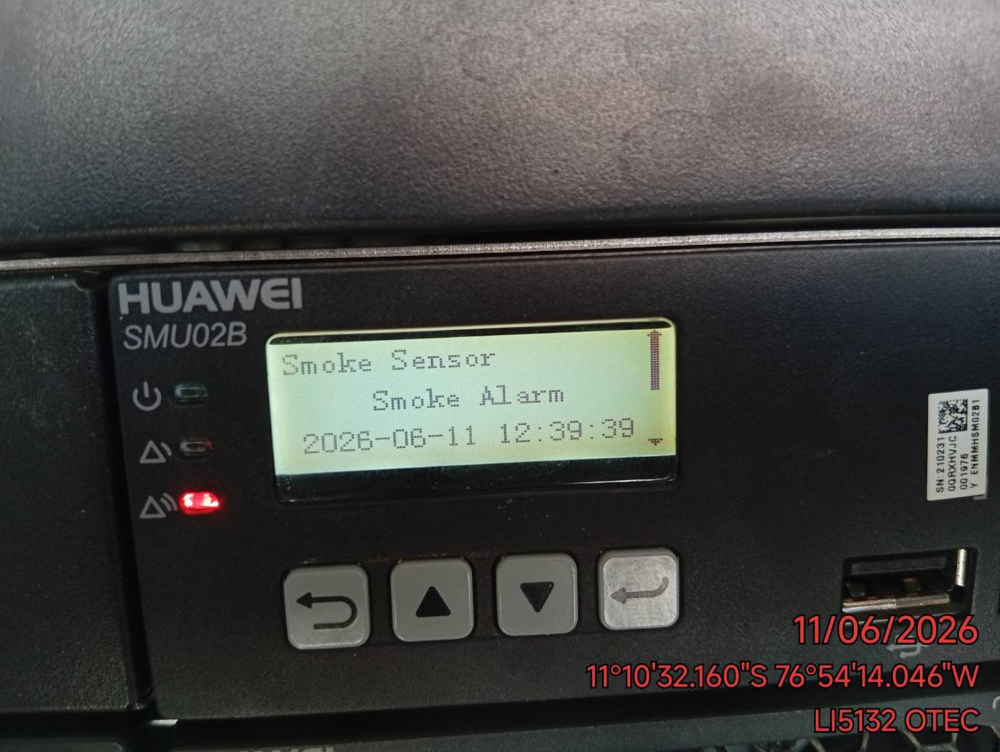 HUAWEI
SMU02B
Smoke Sensor
Smoke Alarm
2026-06-11 12:39:39
SN: 210231
0QRXHVJC
001976
Y ENMMHSM02B1
11/06/2026
11°10'32.160"S 76°54'14.046"W
LI5132 OTEC
HUAWEI